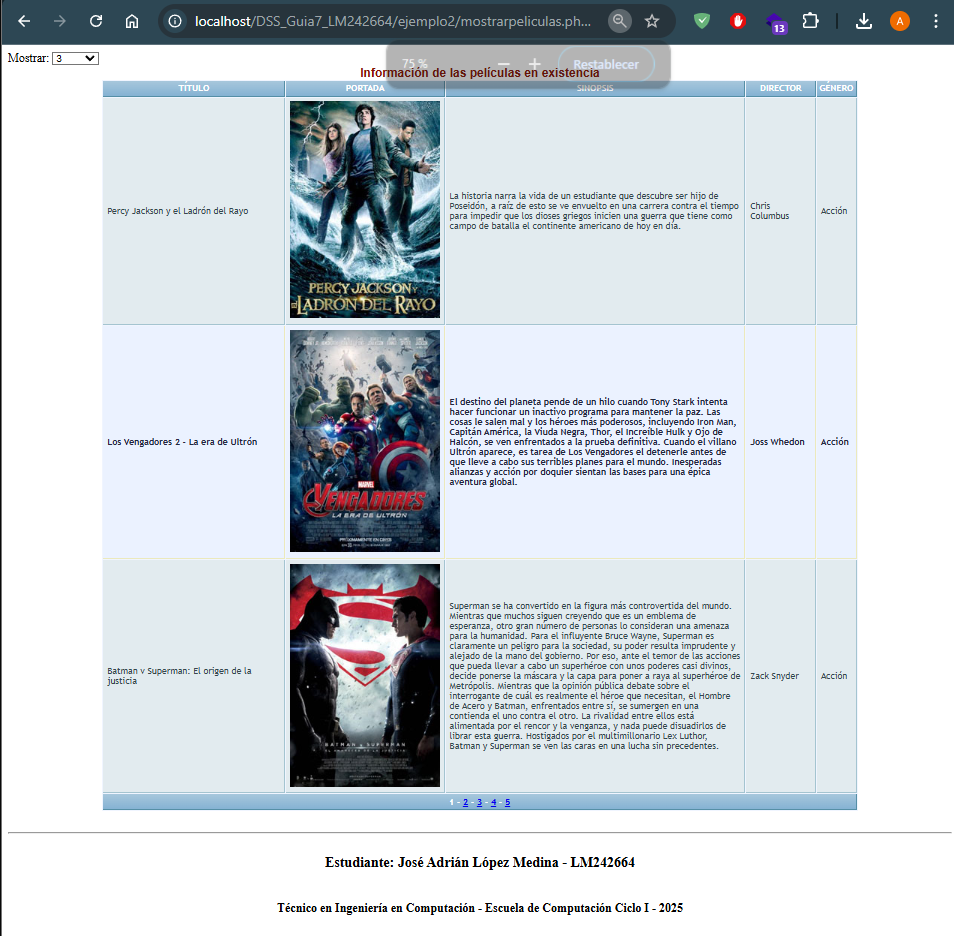 localhost/DSS_Guia7_LM242664/ejemplo2/mostrarpeliculas.ph...
13
A
Mostrar: 3
75 %
Restablecer
Información de las películas en existencia
TÍTULO PORTADA SINOPSIS DIRECTOR GÉNERO
Percy Jackson y el Ladrón del Rayo
PERCY JACKSON Y
EL LADRÓN DEL RAYO
La historia narra la vida de un estudiante que descubre ser hijo de
Poseidón, a raíz de esto se ve envuelto en una carrera contra el tiempo
para impedir que los dioses griegos inicien una guerra que tiene como
campo de batalla el continente americano de hoy en día.
Chris
Columbus
Acción
Los Vengadores 2 - La era de Ultrón
MARVEL
VENGADORES
LA ERA DE ULTRÓN
PRÓXIMAMENTE EN CINES
El destino del planeta pende de un hilo cuando Tony Stark intenta
hacer funcionar un inactivo programa para mantener la paz. Las
cosas le salen mal y los héroes más poderosos, incluyendo Iron Man,
Capitán América, la Viuda Negra, Thor, el Increíble Hulk y Ojo de
Halcón, se ven enfrentados a la prueba definitiva. Cuando el villano
Ultrón aparece, es tarea de Los Vengadores el detenerle antes de
que lleve a cabo sus terribles planes para el mundo. Inesperadas
alianzas y acción por doquier sientan las bases para una épica
aventura global.
Joss Whedon
Acción
Batman v Superman: El origen de la
justicia
BATMAN v SUPERMAN
Superman se ha convertido en la figura más controvertida del mundo.
Mientras que muchos siguen creyendo que es un emblema de
esperanza, otro gran número de personas lo consideran una amenaza
para la humanidad. Para el influyente Bruce Wayne, Superman es
claramente un peligro para la sociedad, su poder resulta imprudente y
alejado de la mano del gobierno. Por eso, ante el temor de las acciones
que pueda llevar a cabo un superhéroe con unos poderes casi divinos,
decide ponerse la máscara y la capa para poner a raya al superhéroe de
Metrópolis. Mientras que la opinión pública debate sobre el
interrogante de cuál es realmente el héroe que necesitan, el Hombre
de Acero y Batman, enfrentados entre sí, se sumergen en una
contienda el uno contra el otro. La rivalidad entre ellos está
alimentada por el rencor y la venganza, y nada puede disuadirlos de
librar esta guerra. Hostigados por el multimillonario Lex Luthor,
Batman y Superman se ven las caras en una lucha sin precedentes.
Zack Snyder
Acción
1 - 2 - 3 - 4 - 5
Estudiante: José Adrián López Medina - LM242664
Técnico en Ingeniería en Computación - Escuela de Computación Ciclo I - 2025